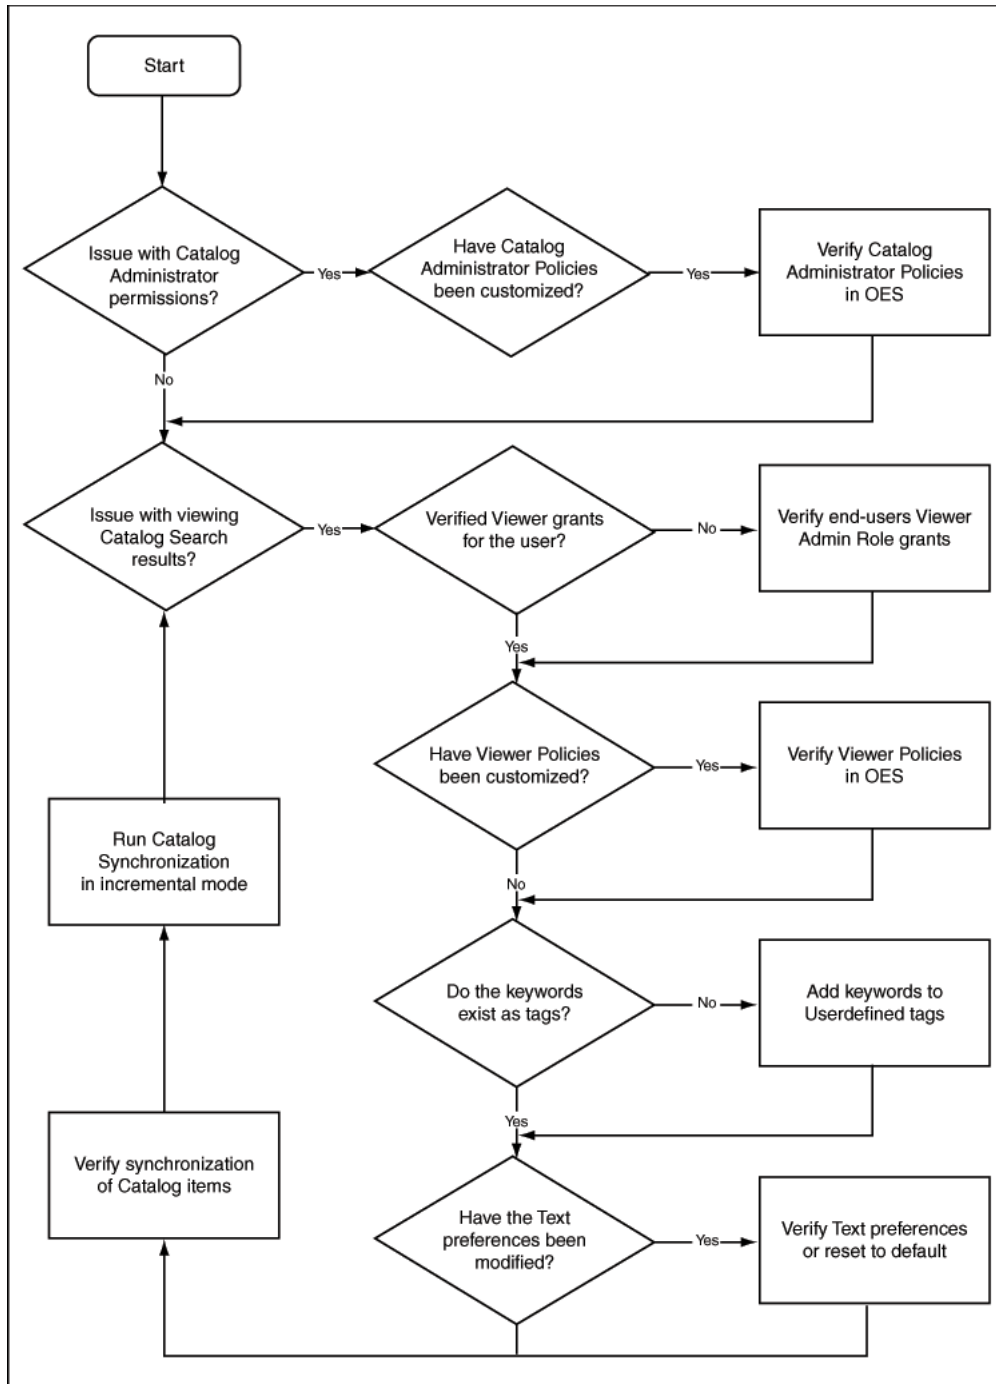 Start
Issue with Catalog
Administrator
permissions?
Yes
Have Catalog
Administrator Policies
been customized?
Yes
Verify Catalog
Administrator Policies
in OES
No
Issue with viewing
Catalog Search
results?
Yes
Verified Viewer grants
for the user?
No
Verify end-users Viewer
Admin Role grants
Yes
Have Viewer Policies
been customized?
Yes
Verify Viewer Policies
in OES
Run Catalog
Synchronization
in incremental mode
No
Do the keywords
exist as tags?
No
Add keywords to
Userdefined tags
Yes
Verify synchronization
of Catalog items
Have the Text
preferences been
modified?
Yes
Verify Text preferences
or reset to default